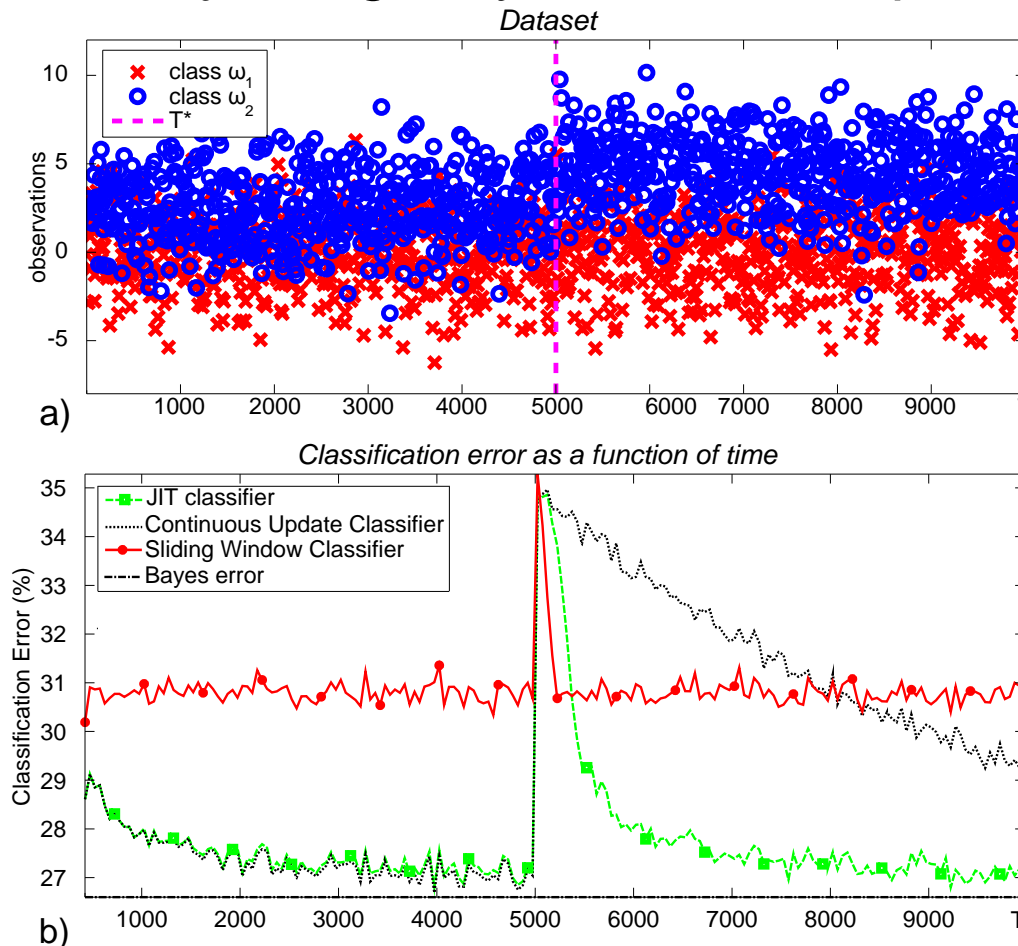 Dataset
10
5
0
-5
observations
class ω1
class ω2
T*
1000 2000 3000 4000 5000 6000 7000 8000 9000
a)
Classification error as a function of time
35
34
33
32
31
30
29
28
27
Classification Error (%)
JIT classifier
Continuous Update Classifier
Sliding Window Classifier
Bayes error
1000 2000 3000 4000 5000 6000 7000 8000 9000 T
b)